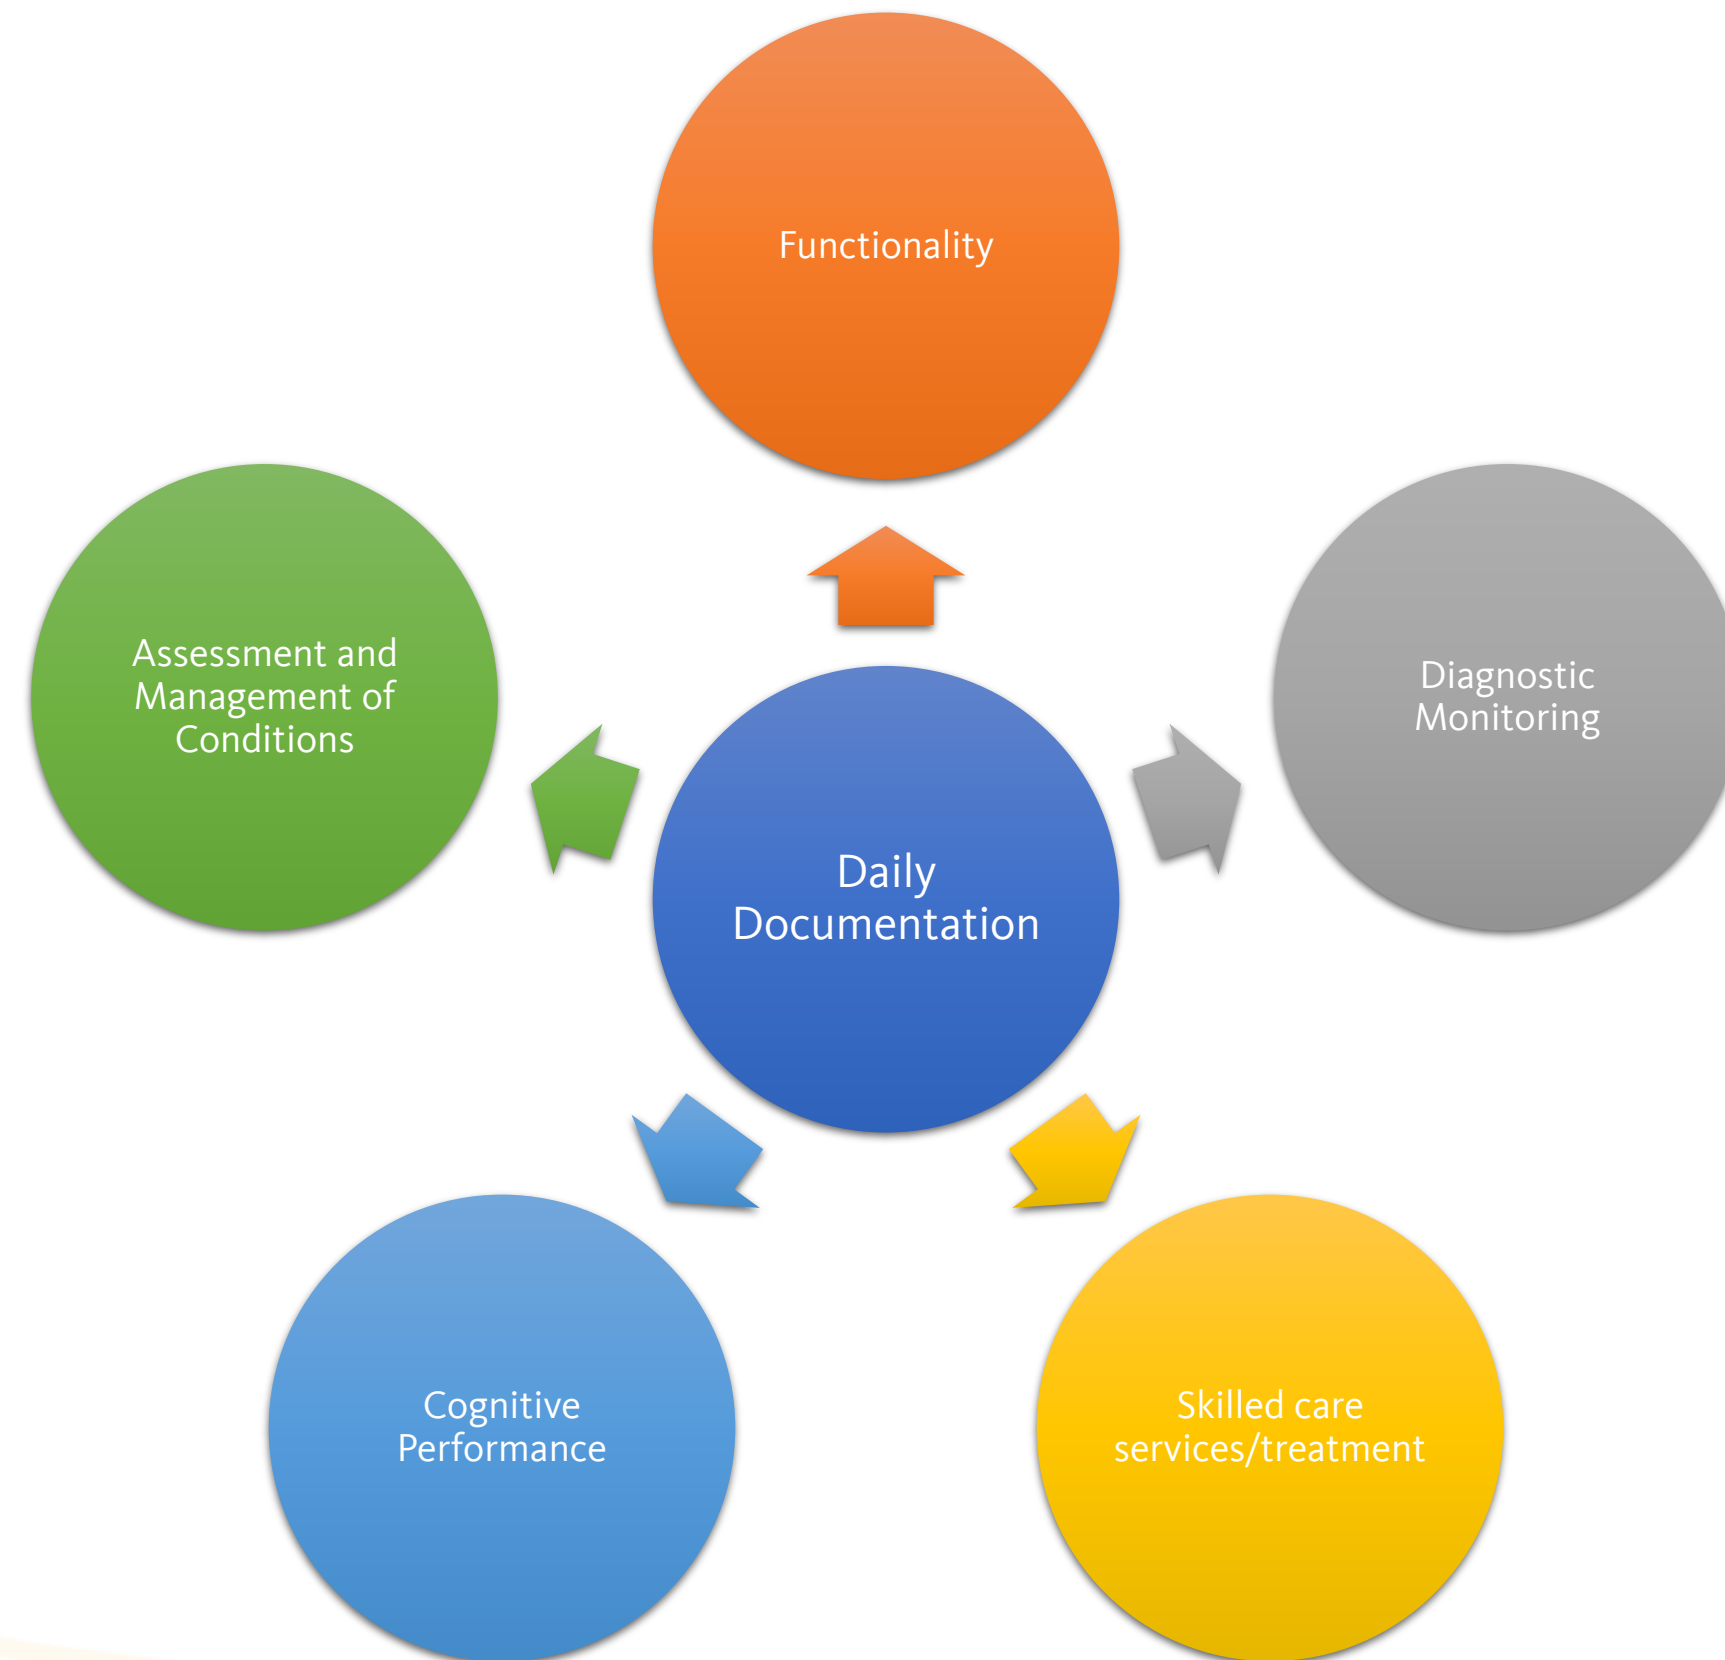 Functionality
Assessment and
Management of
Conditions
Diagnostic
Monitoring
Daily
Documentation
Cognitive
Performance
Skilled care
services/treatment